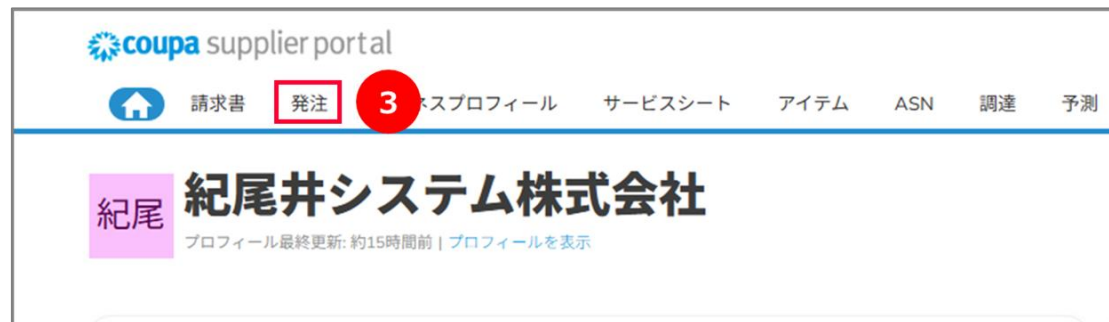 coupa supplier portal
請求書 発注 3 ネスプロフィール サービスシート アイテム ASN 調達 予測
紀尾 紀尾井システム株式会社
プロフィール最終更新: 約15時間前 | プロフィールを表示